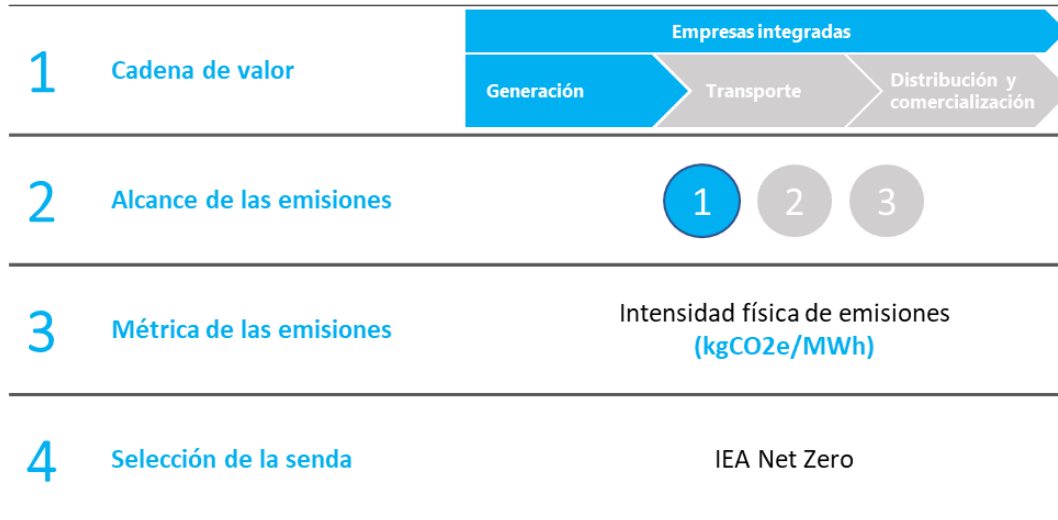 Empresas integradas
1
Cadena de valor
Generación
Transporte
Distribución y
comercialización
2
Alcance de las emisiones
1
2
3
3
Métrica de las emisiones
Intensidad física de emisiones
(kgCO2e/MWh)
4
Selección de la senda
IEA Net Zero